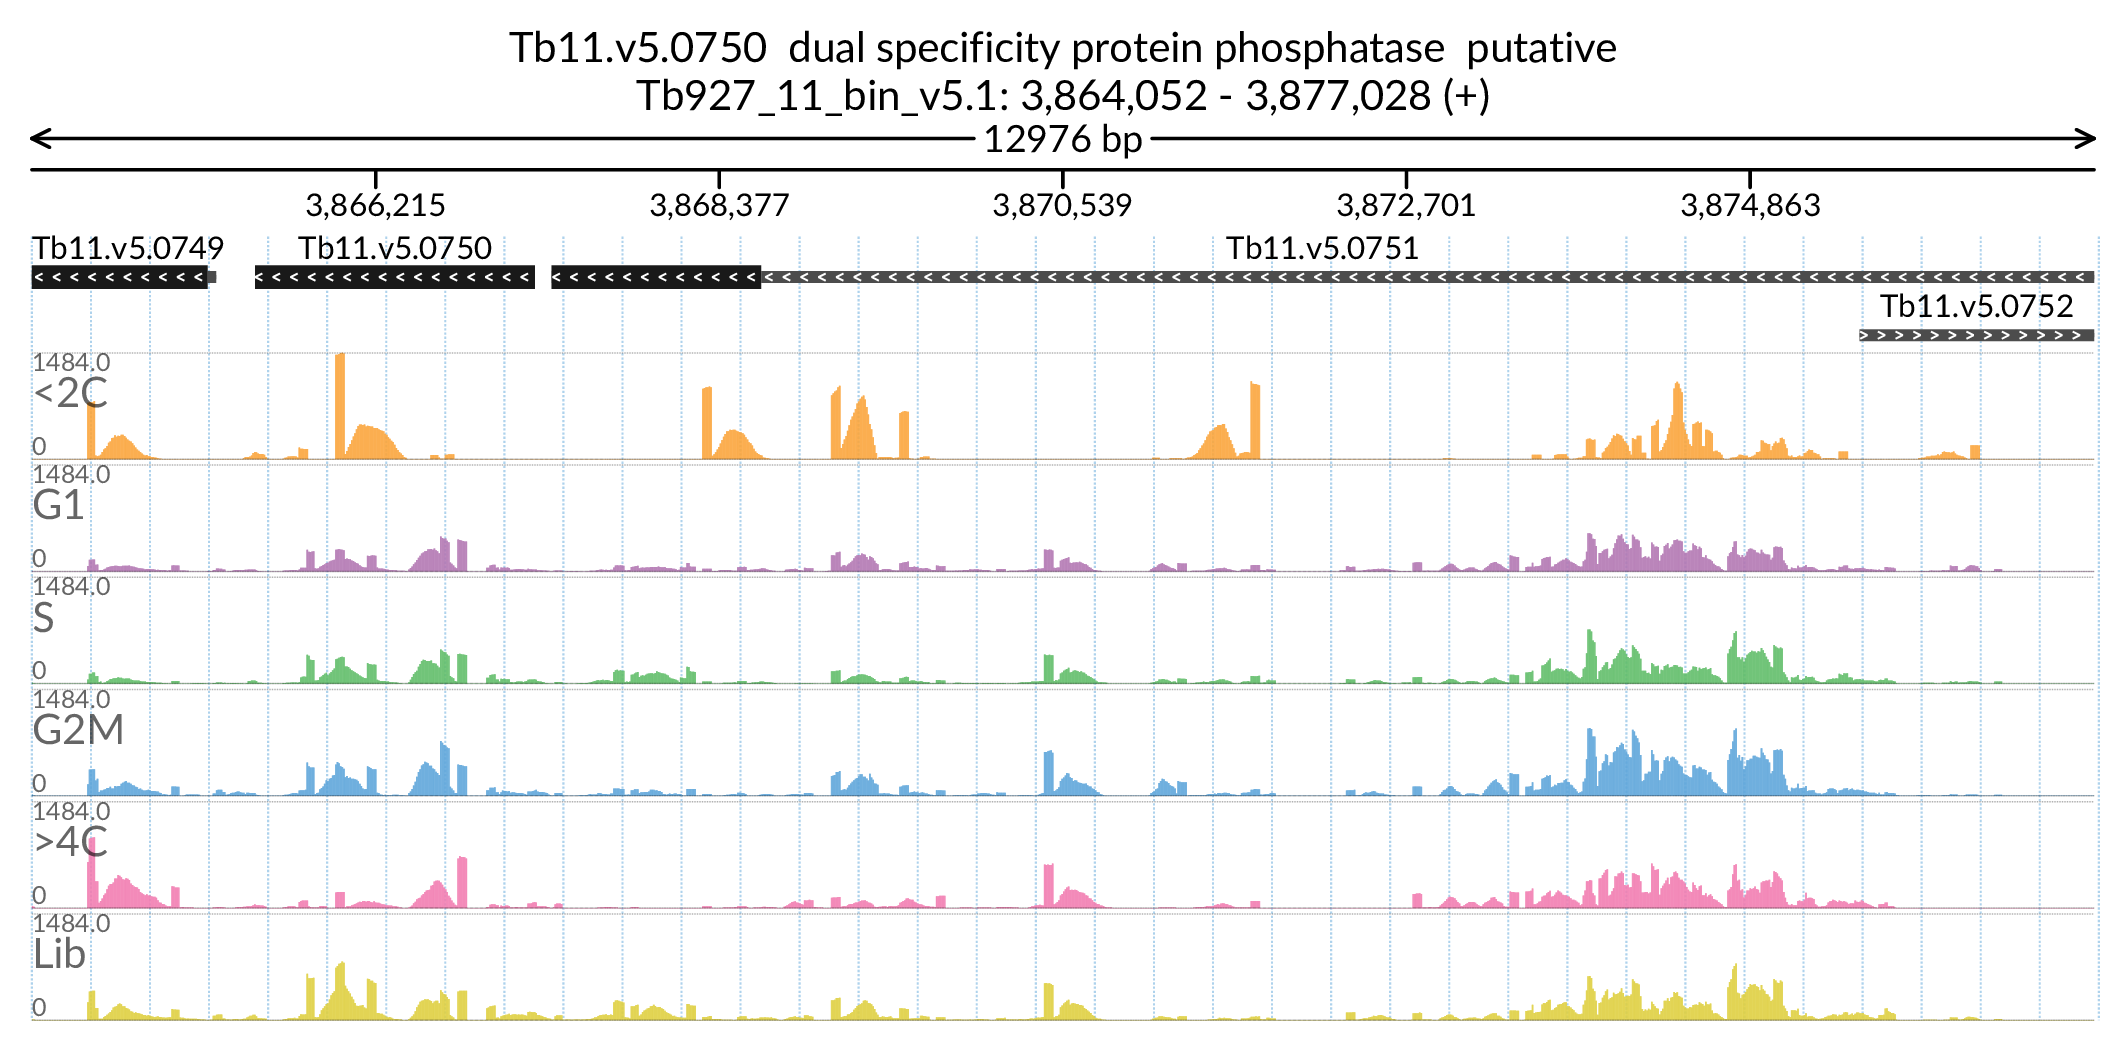 Tb11.v5.0750 dual specificity protein phosphatase putative
Tb927_11_bin_v5.1: 3,864,052 - 3,877,028 (+)
12976 bp
3,866,215 3,868,377 3,870,539 3,872,701 3,874,863
Tb11.v5.0749 Tb11.v5.0750 Tb11.v5.0751
Tb11.v5.0752
1484.0
<2C
0
1484.0
G1
0
1484.0
S
0
1484.0
G2M
0
1484.0
>4C
0
1484.0
Lib
0